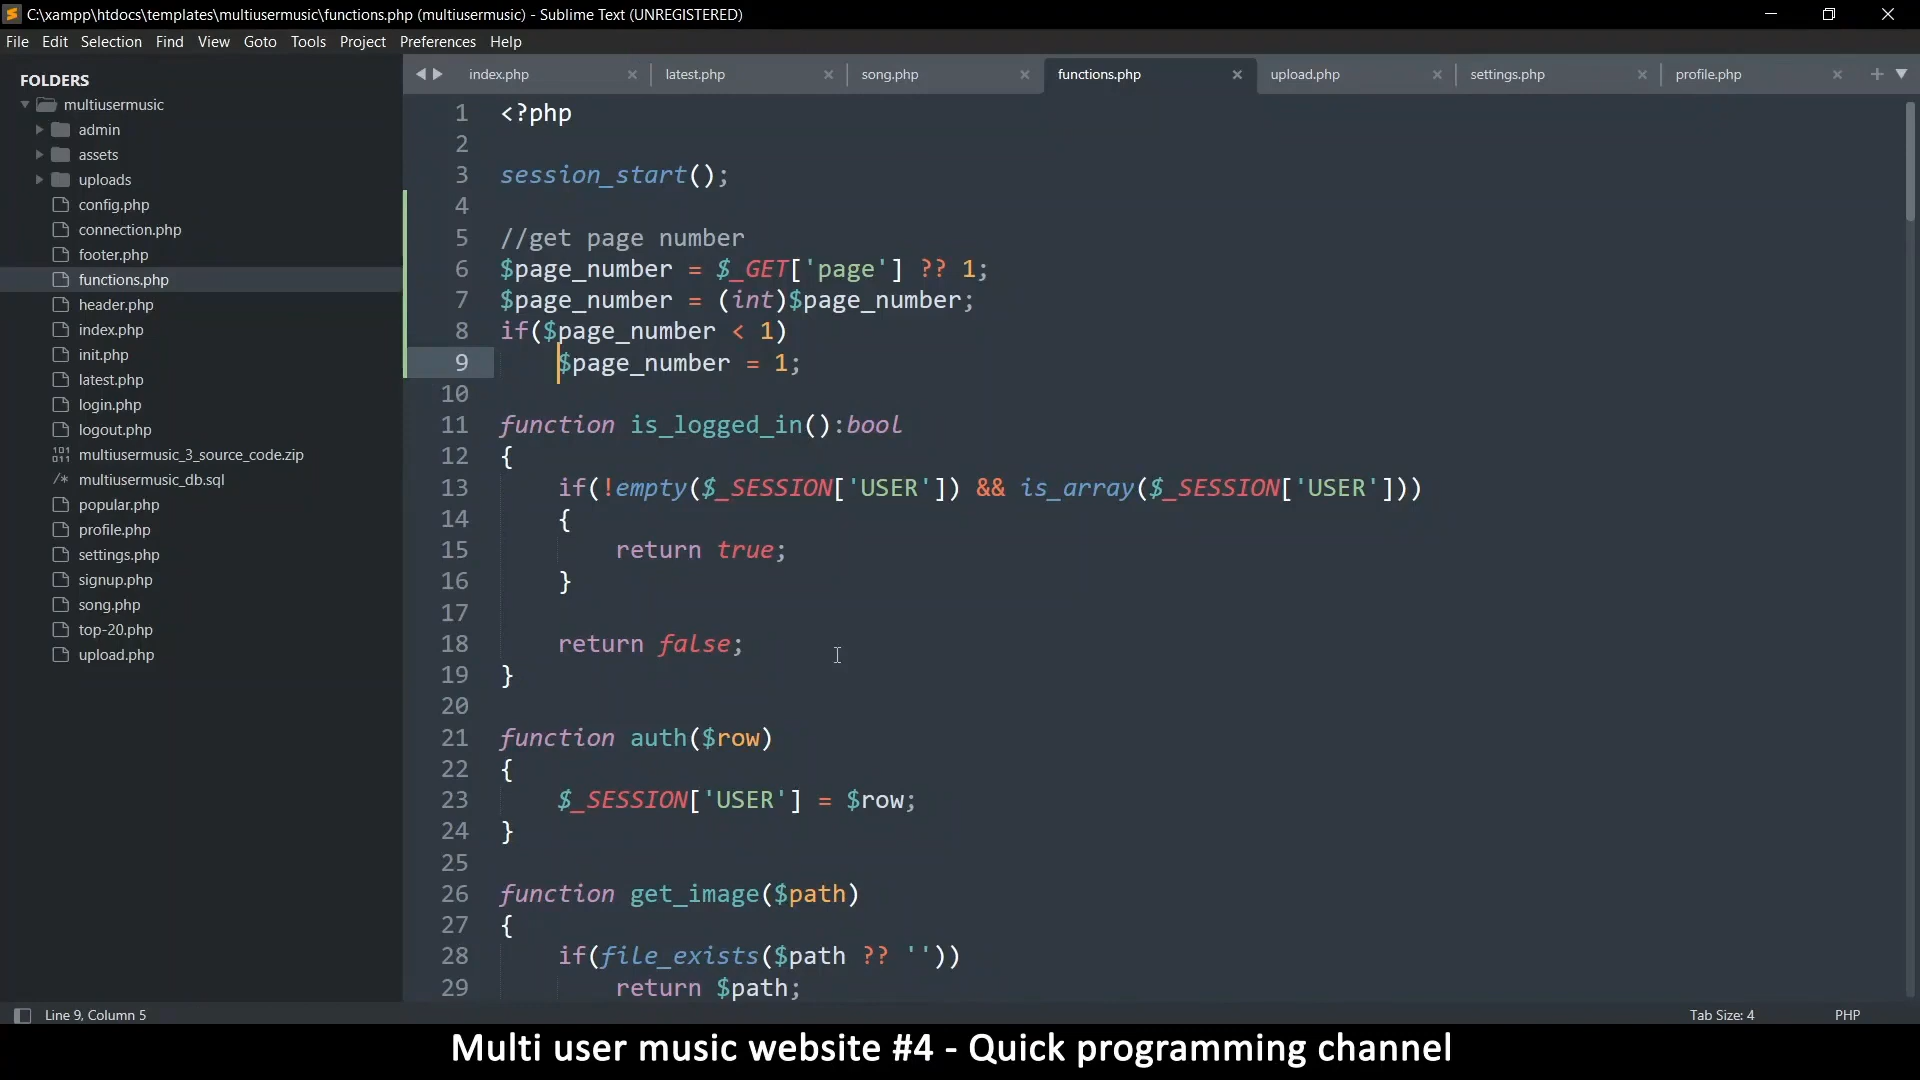 C:\xampp\htdocs\templates\multiusermusic\functions.php (multiusermusic) - Sublime Text (UNREGISTERED)
File Edit Selection Find View Goto Tools Project Preferences Help
FOLDERS
multiusermusic
admin
assets
uploads
config.php
connection.php
footer.php
functions.php
header.php
index.php
init.php
latest.php
login.php
logout.php
multiusermusic_3_source_code.zip
/* multiusermusic_db.sql
popular.php
profile.php
settings.php
signup.php
song.php
top-20.php
upload.php
index.php latest.php song.php functions.php upload.php settings.php profile.php
1 <?php
2
3 session_start();
4
5 //get page number
6 $page_number = $_GET['page'] ?? 1;
7 $page_number = (int)$page_number;
8 if($page_number < 1)
9 $page_number = 1;
10
11 function is_logged_in():bool
12 {
13 if(!empty($_SESSION['USER']) && is_array($_SESSION['USER']))
14 {
15 return true;
16 }
17
18 return false;
19 }
20
21 function auth($row)
22 {
23 $_SESSION['USER'] = $row;
24 }
25
26 function get_image($path)
27 {
28 if(file_exists($path ?? ''))
29 return $path;
Line 9, Column 5 Tab Size: 4 PHP
Multi user music website #4 - Quick programming channel